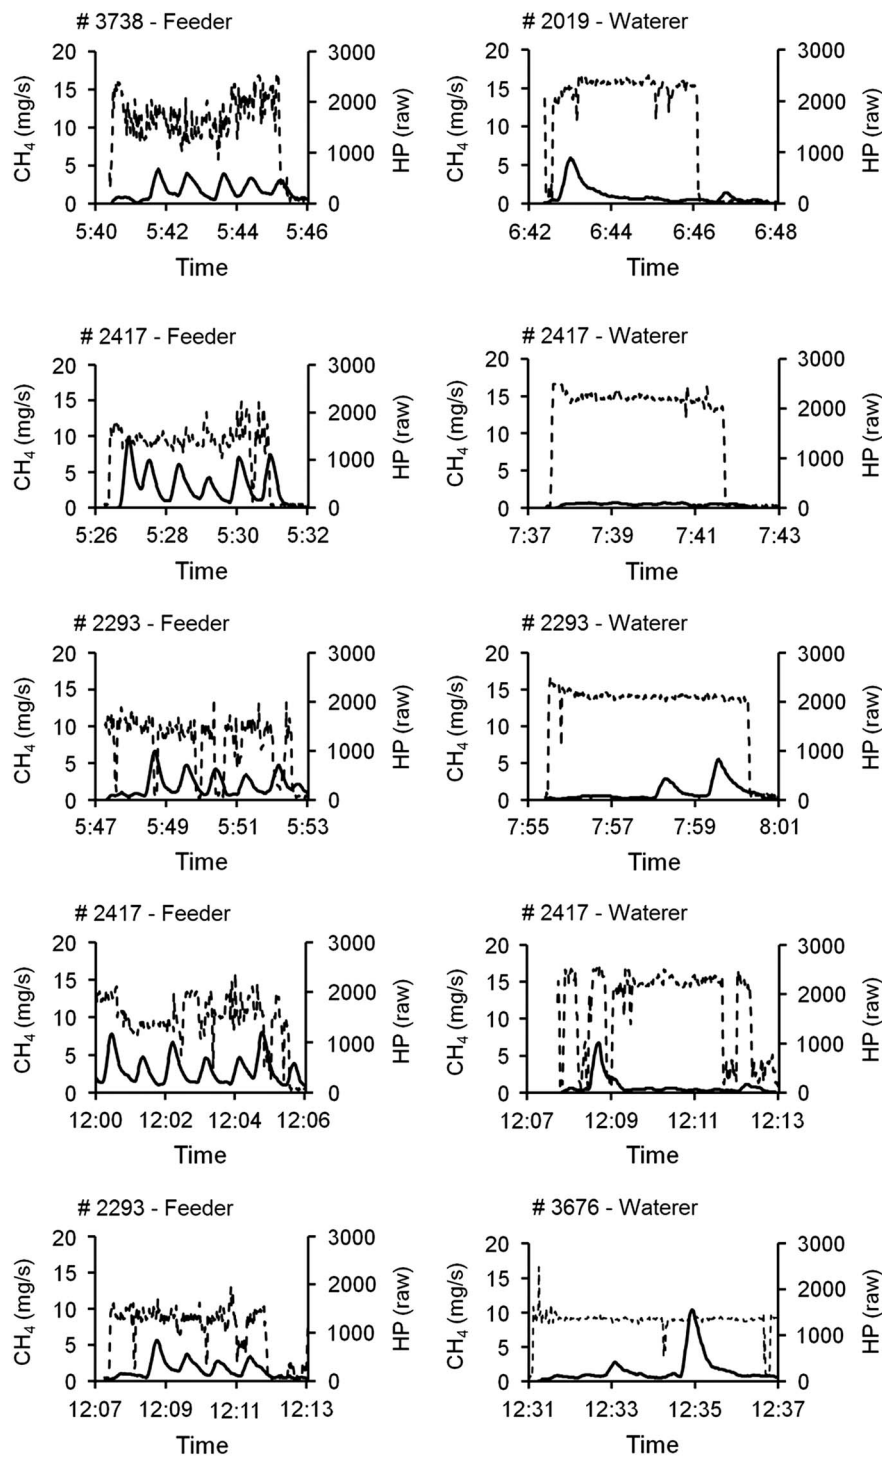 # 3738 - Feeder
20
15
10
5
0
CH4 (mg/s)
3000
2000
1000
0
HP (raw)
5:40 5:42 5:44 5:46
Time
# 2019 - Waterer
20
15
10
5
0
CH4 (mg/s)
3000
2000
1000
0
HP (raw)
6:42 6:44 6:46 6:48
Time
# 2417 - Feeder
20
15
10
5
0
CH4 (mg/s)
3000
2000
1000
0
HP (raw)
5:26 5:28 5:30 5:32
Time
# 2417 - Waterer
20
15
10
5
0
CH4 (mg/s)
3000
2000
1000
0
HP (raw)
7:37 7:39 7:41 7:43
Time
# 2293 - Feeder
20
15
10
5
0
CH4 (mg/s)
3000
2000
1000
0
HP (raw)
5:47 5:49 5:51 5:53
Time
# 2293 - Waterer
20
15
10
5
0
CH4 (mg/s)
3000
2000
1000
0
HP (raw)
7:55 7:57 7:59 8:01
Time
# 2417 - Feeder
20
15
10
5
0
CH4 (mg/s)
3000
2000
1000
0
HP (raw)
12:00 12:02 12:04 12:06
Time
# 2417 - Waterer
20
15
10
5
0
CH4 (mg/s)
3000
2000
1000
0
HP (raw)
12:07 12:09 12:11 12:13
Time
# 2293 - Feeder
20
15
10
5
0
CH4 (mg/s)
3000
2000
1000
0
HP (raw)
12:07 12:09 12:11 12:13
Time
# 3676 - Waterer
20
15
10
5
0
CH4 (mg/s)
3000
2000
1000
0
HP (raw)
12:31 12:33 12:35 12:37
Time